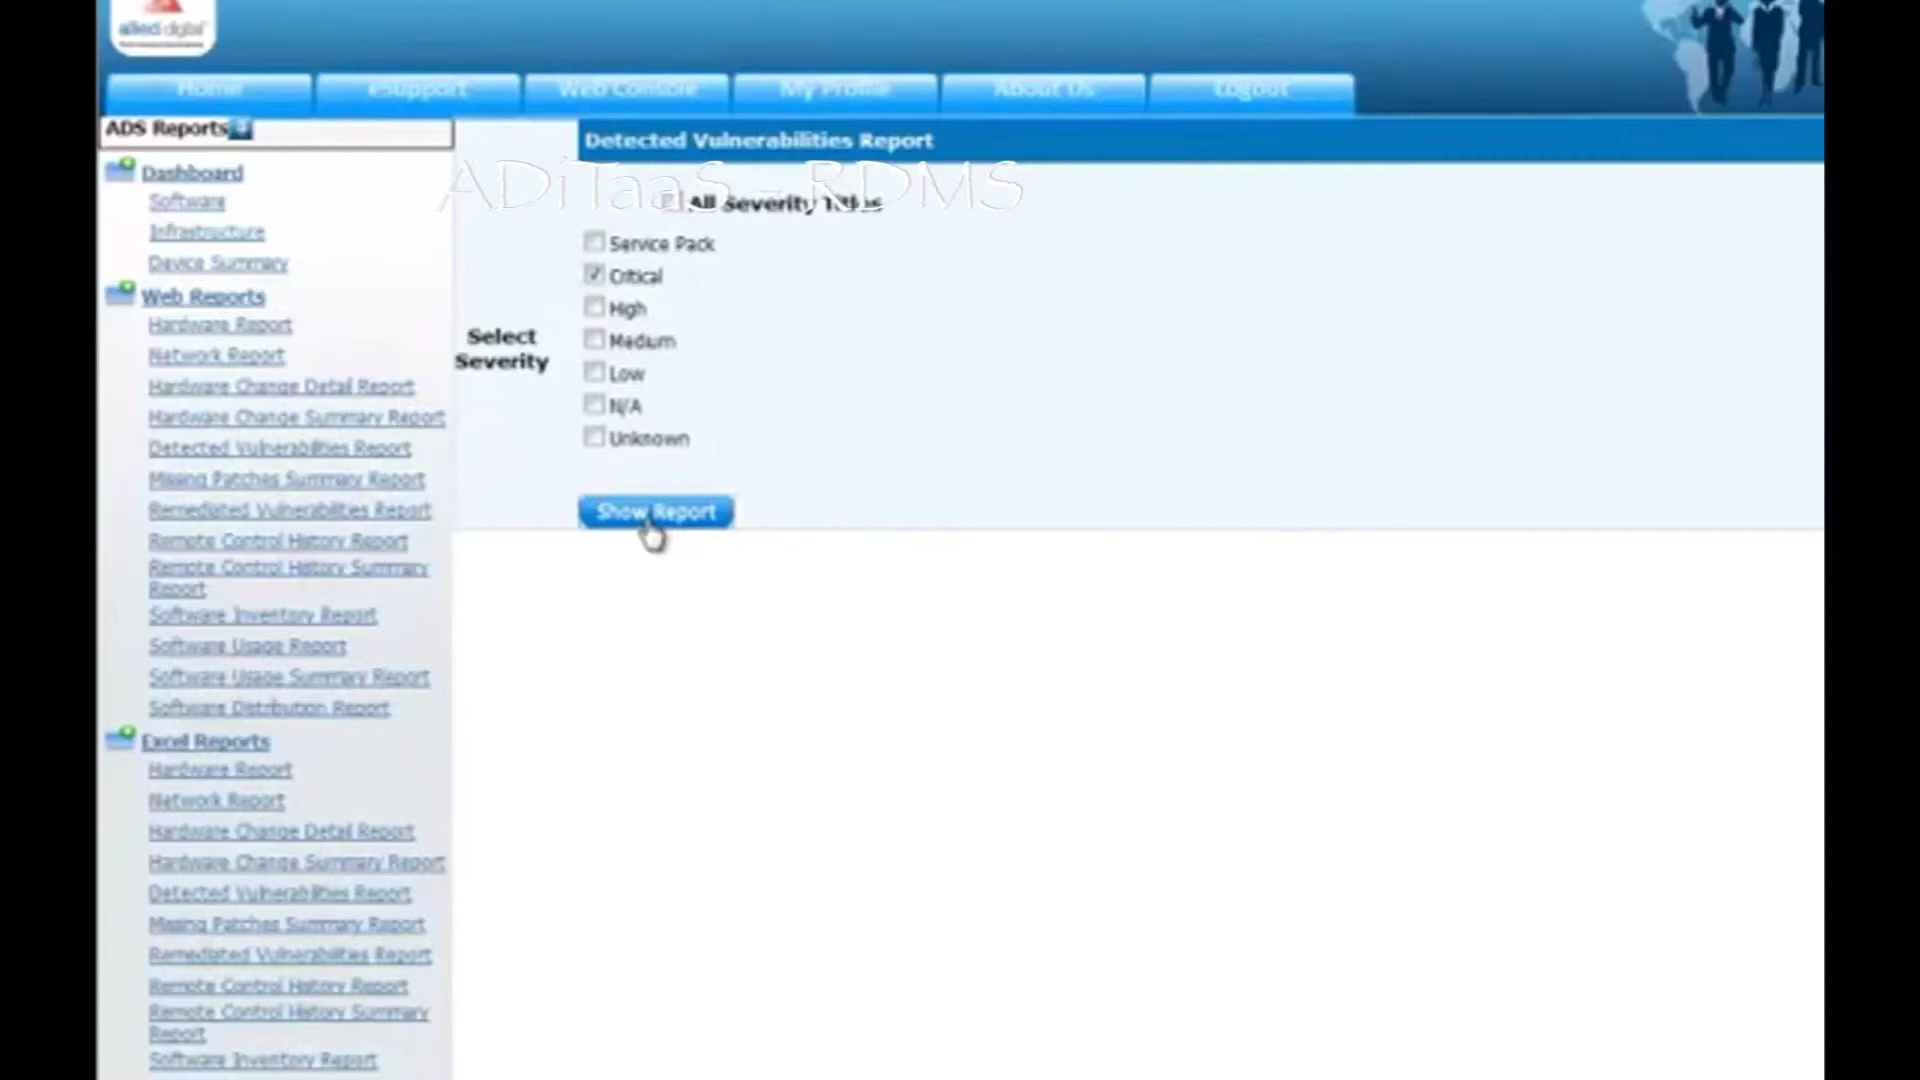 allied digital
Home
eSupport
Web Console
My Profile
About Us
Logout
ADS Reports
Dashboard
Software
Infrastructure
Device Summary
Web Reports
Hardware Report
Network Report
Hardware Change Detail Report
Hardware Change Summary Report
Detected Vulnerabilities Report
Missing Patches Summary Report
Remediated Vulnerabilities Report
Remote Control History Report
Remote Control History Summary
Report
Software Inventory Report
Software Usage Report
Software Usage Summary Report
Software Distribution Report
Excel Reports
Hardware Report
Network Report
Hardware Change Detail Report
Hardware Change Summary Report
Detected Vulnerabilities Report
Missing Patches Summary Report
Remediated Vulnerabilities Report
Remote Control History Report
Remote Control History Summary
Report
Software Inventory Report
Detected Vulnerabilities Report
ADiTaaS - RDMS
All Severity Titles
Select
Severity
Service Pack
Critical
High
Medium
Low
N/A
Unknown
Show Report